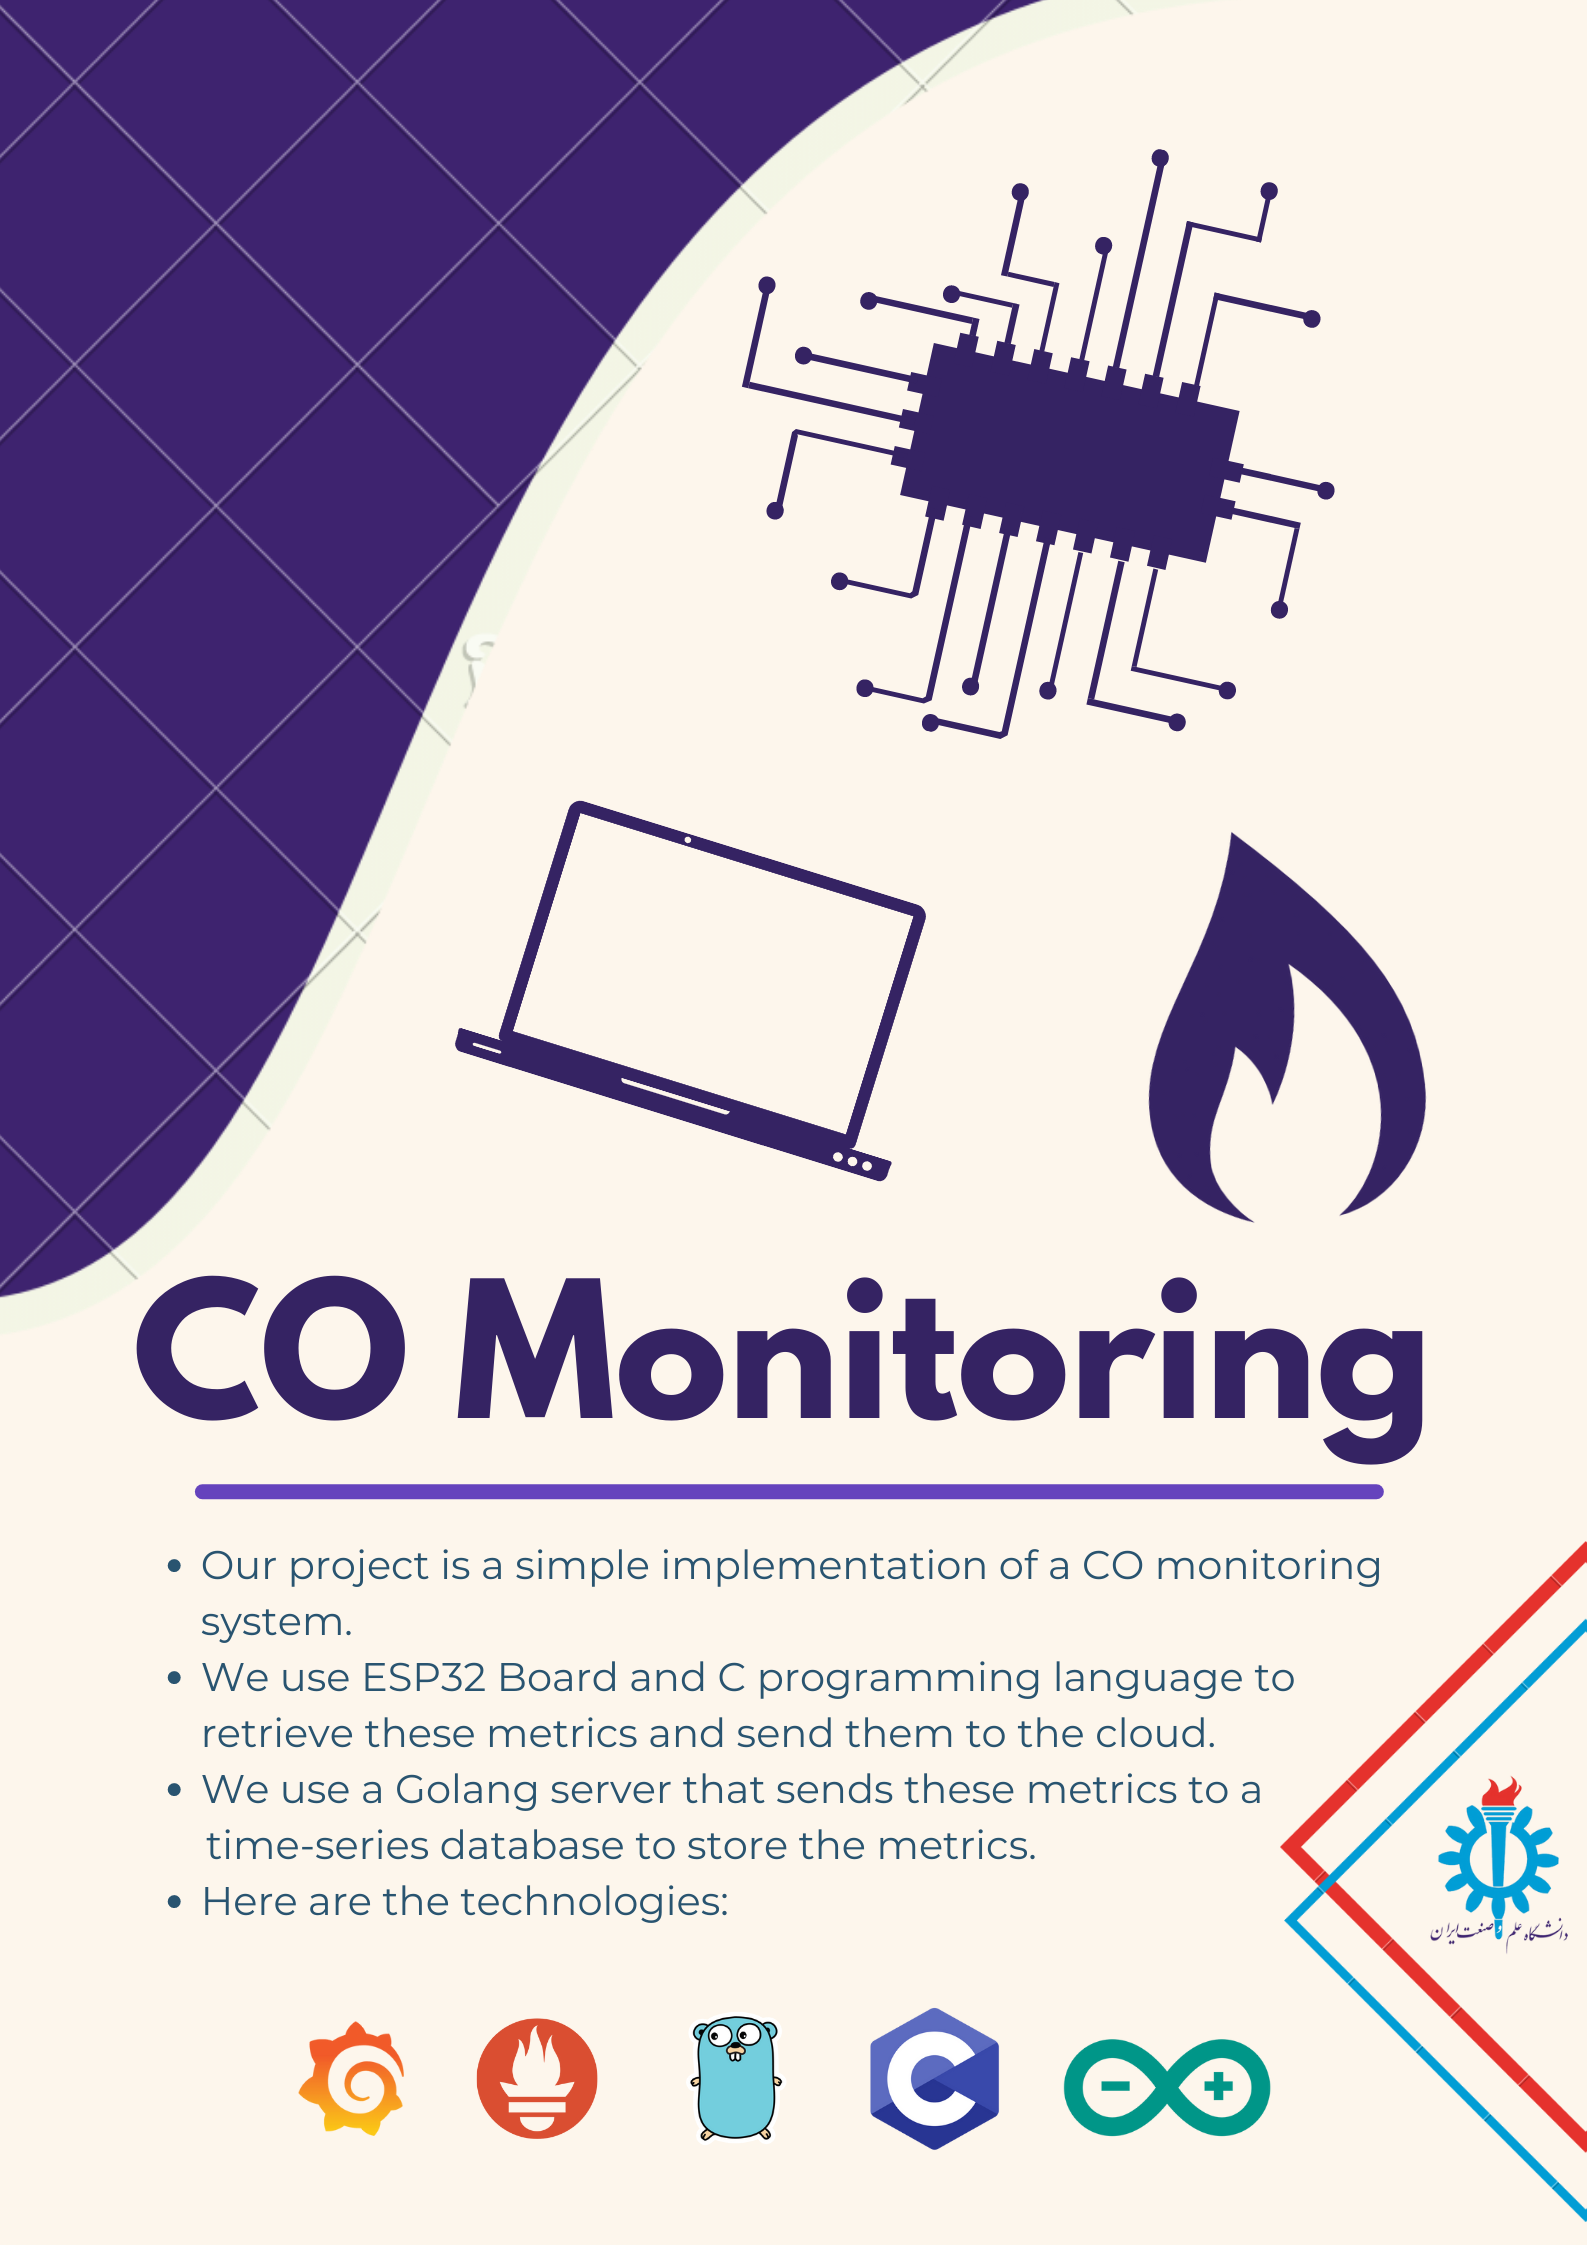 CO Monitoring
• Our project is a simple implementation of a CO monitoring
system.
• We use ESP32 Board and C programming language to
retrieve these metrics and send them to the cloud.
• We use a Golang server that sends these metrics to a
time-series database to store the metrics.
• Here are the technologies:
دانشگاه علم و صنعت ایران
C